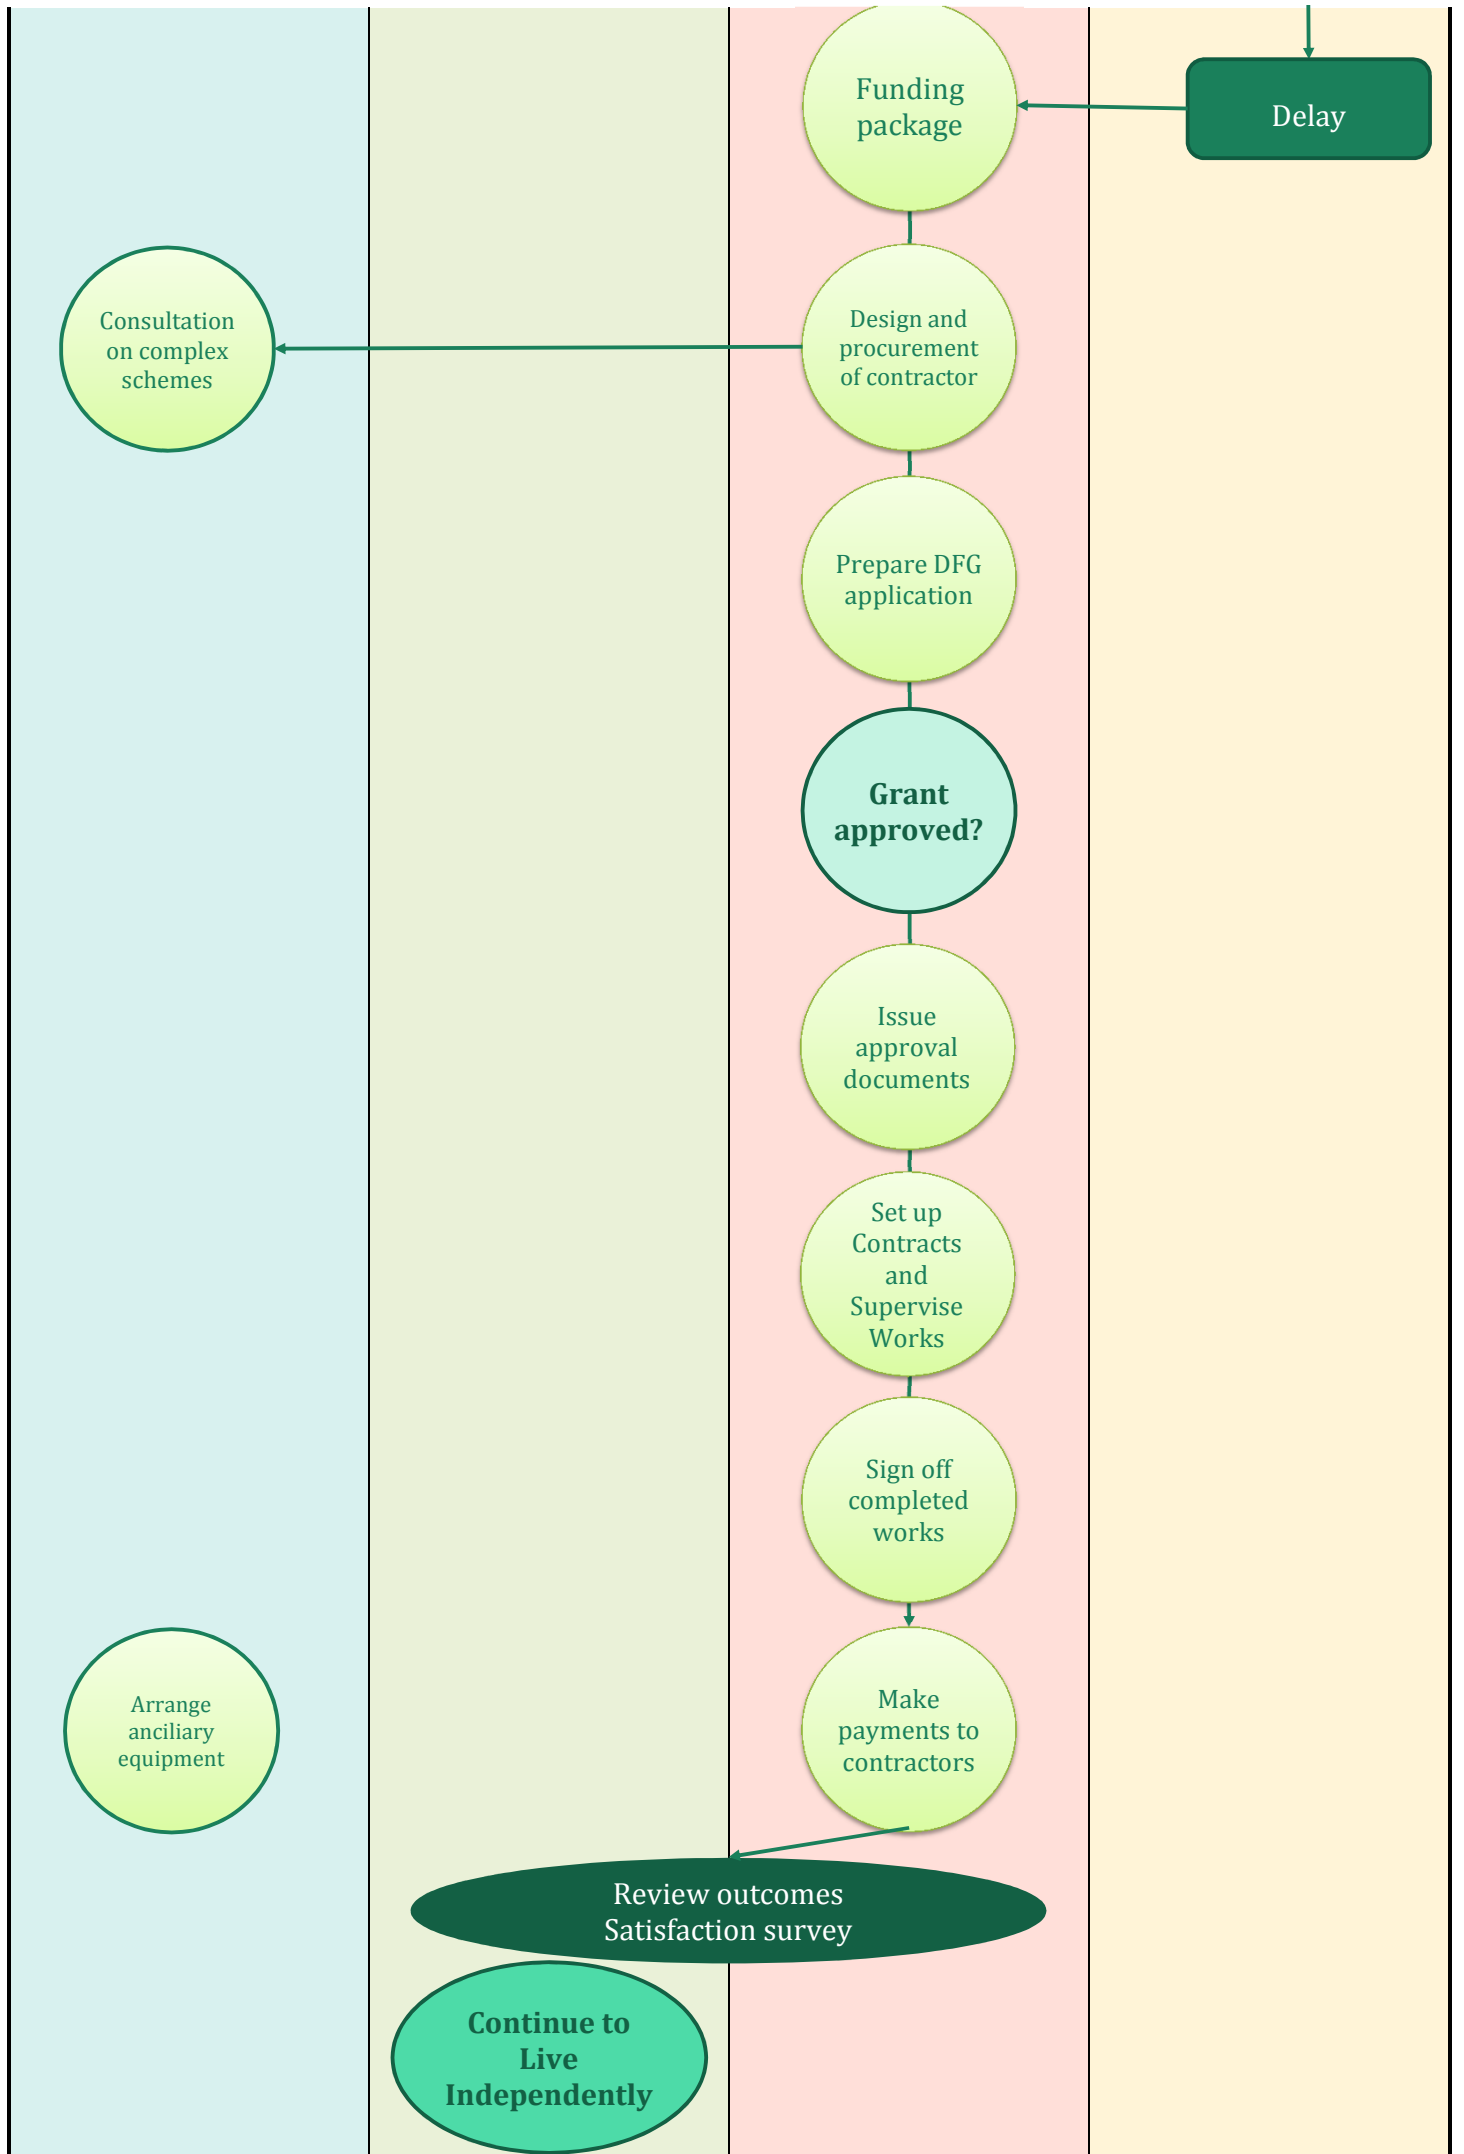 Funding
package
Delay
Consultation
on complex
schemes
Design and
procurement
of contractor
Prepare DFG
application
Grant
approved?
Issue
approval
documents
Set up
Contracts
and
Supervise
Works
Sign off
completed
works
Arrange
anciliary
equipment
Make
payments to
contractors
Review outcomes
Satisfaction survey
Continue to
Live
Independently